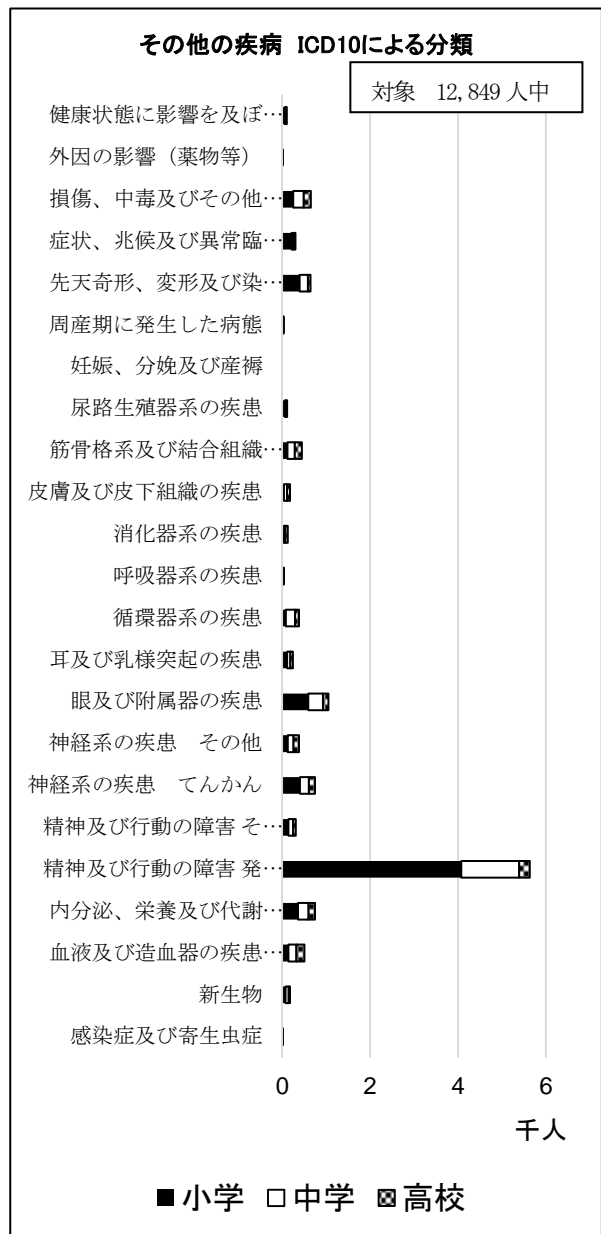 その他の疾病 ICD10による分類
対象 12,849人中
健康状態に影響を及ぼ…
外因の影響（薬物等）
損傷、中毒及びその他…
症状、兆候及び異常臨…
先天奇形、変形及び染…
周産期に発生した病態
妊娠、分娩及び産褥
尿路生殖器系の疾患
筋骨格系及び結合組織…
皮膚及び皮下組織の疾患
消化器系の疾患
呼吸器系の疾患
循環器系の疾患
耳及び乳様突起の疾患
眼及び附属器の疾患
神経系の疾患　その他
神経系の疾患　てんかん
精神及び行動の障害 そ…
精神及び行動の障害 発…
内分泌、栄養及び代謝…
血液及び造血器の疾患…
新生物
感染症及び寄生虫症
0 2 4 6
千人
小学 中学 高校